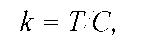 k = T/C,